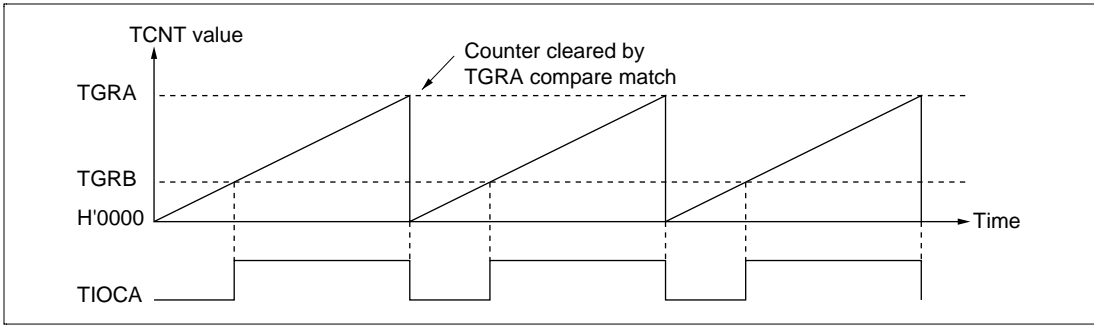 TCNT value
Counter cleared by
TGRA compare match
TGRA
TGRB
H'0000
Time
TIOCA